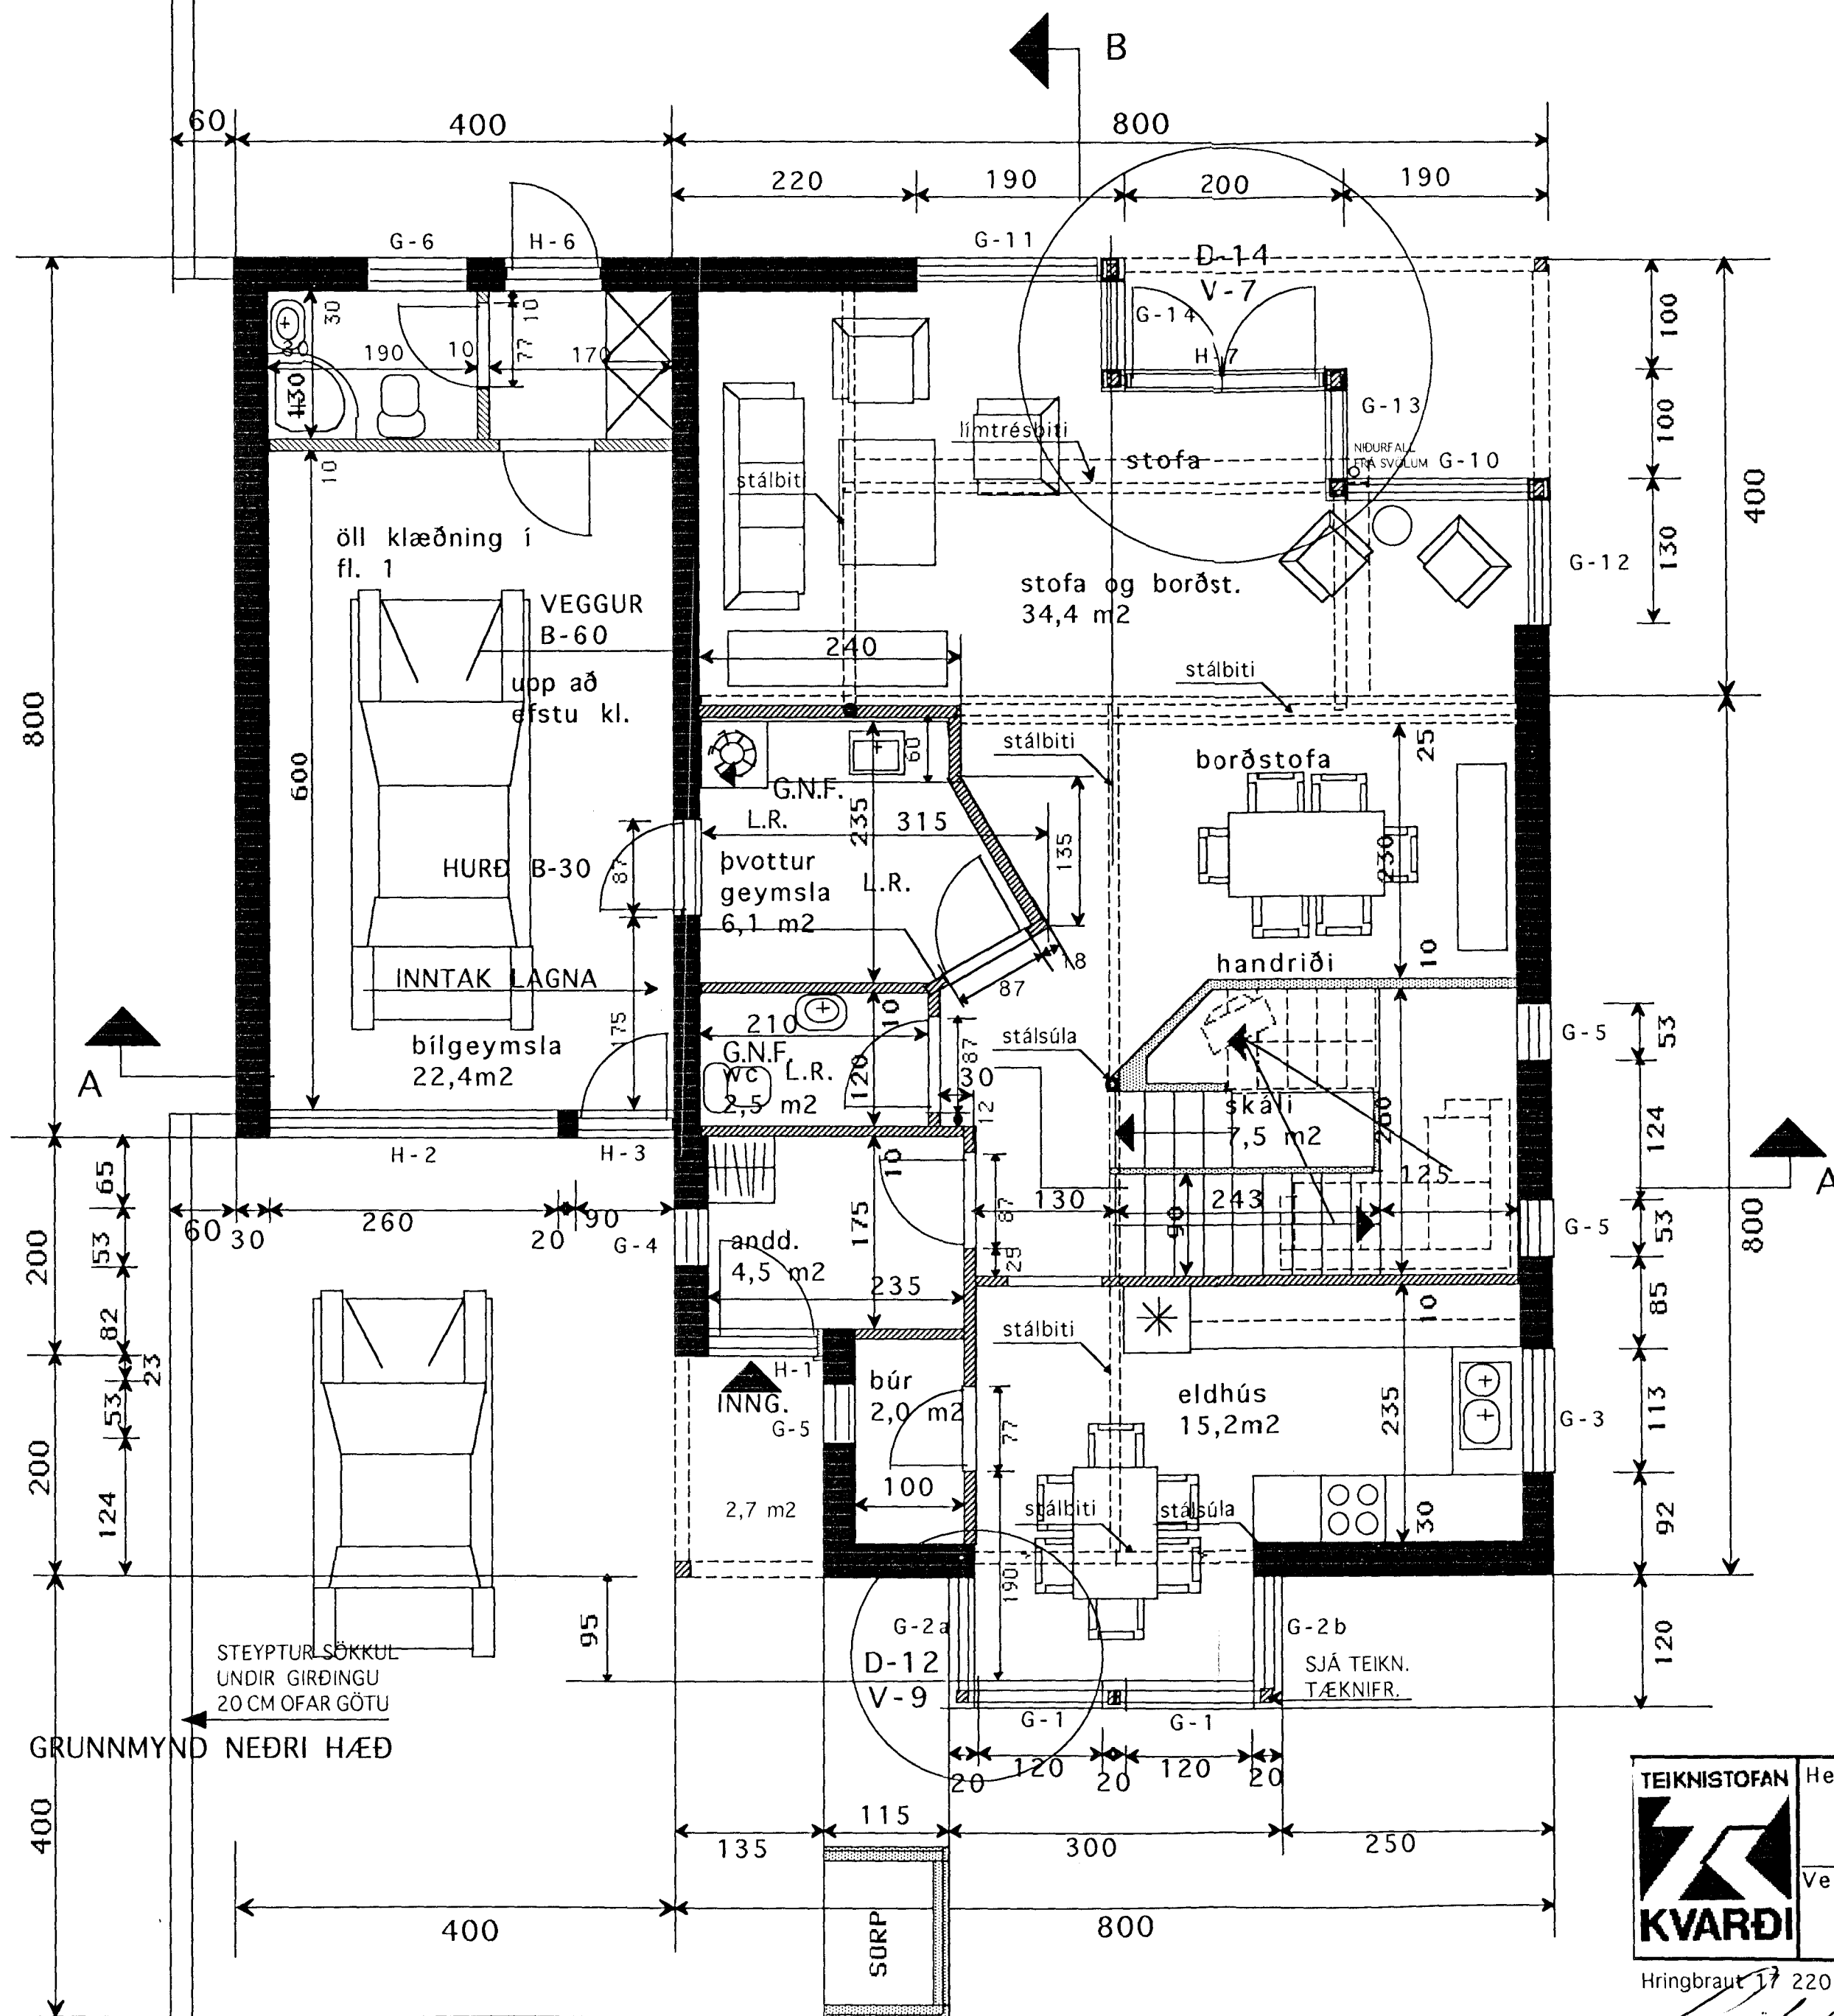 B
60
400
800
220
190
200
190
G-6
H-6
G-11
D-14
V-7
G-14
H-7
30
80
190
10
10
77
170
130
10
G-13
límtrésbiti
stofa
NIÐURFALL
FRÁ SVÖLUM
G-10
stálbiti
100
100
400
130
G-12
öll klæðning í
fl. 1
VEGGUR
B-60
upp að
efstu kl.
stofa og borðst.
34,4 m2
240
stálbiti
800
600
stálbiti
60
borðstofa
25
G.N.F.
L.R.
235
315
135
230
HURÐ B-30
87
þvottur
geymsla
6,1 m2
L.R.
10
18
87
handriði
INNTAK LAGNA
175
210
10
stálsúla
G-5
53
A
bílgeymsla
22,4m2
G.N.F.
wc L.R.
2,5 m2
120
87
30
12
skáli
7,5 m2
260
124
H-2
H-3
10
A
65
60
30
260
20
90
G-4
175
87
25
130
243
125
90
G-5
53
800
200
53
andd.
4,5 m2
235
85
82
10
stálbiti
23
H-1
INNG.
G-5
búr
2,0 m2
77
eldhús
15,2m2
235
G-3
113
53
200
124
100
2,7 m2
stálbiti
stálsúla
30
92
190
95
G-2a
G-2b
120
STEYPTUR SÖKKUL
UNDIR GIRÐINGU
20 CM OFAR GÖTU
D-12
V-9
SJÁ TEIKN.
TÆKNIFR.
G-1
G-1
GRUNNMYND NEÐRI HÆÐ
20
120
20
120
20
400
115
135
300
250
400
800
SORP
TEIKNISTOFAN
KVARÐI
He
Ve
Hringbraut 17 220